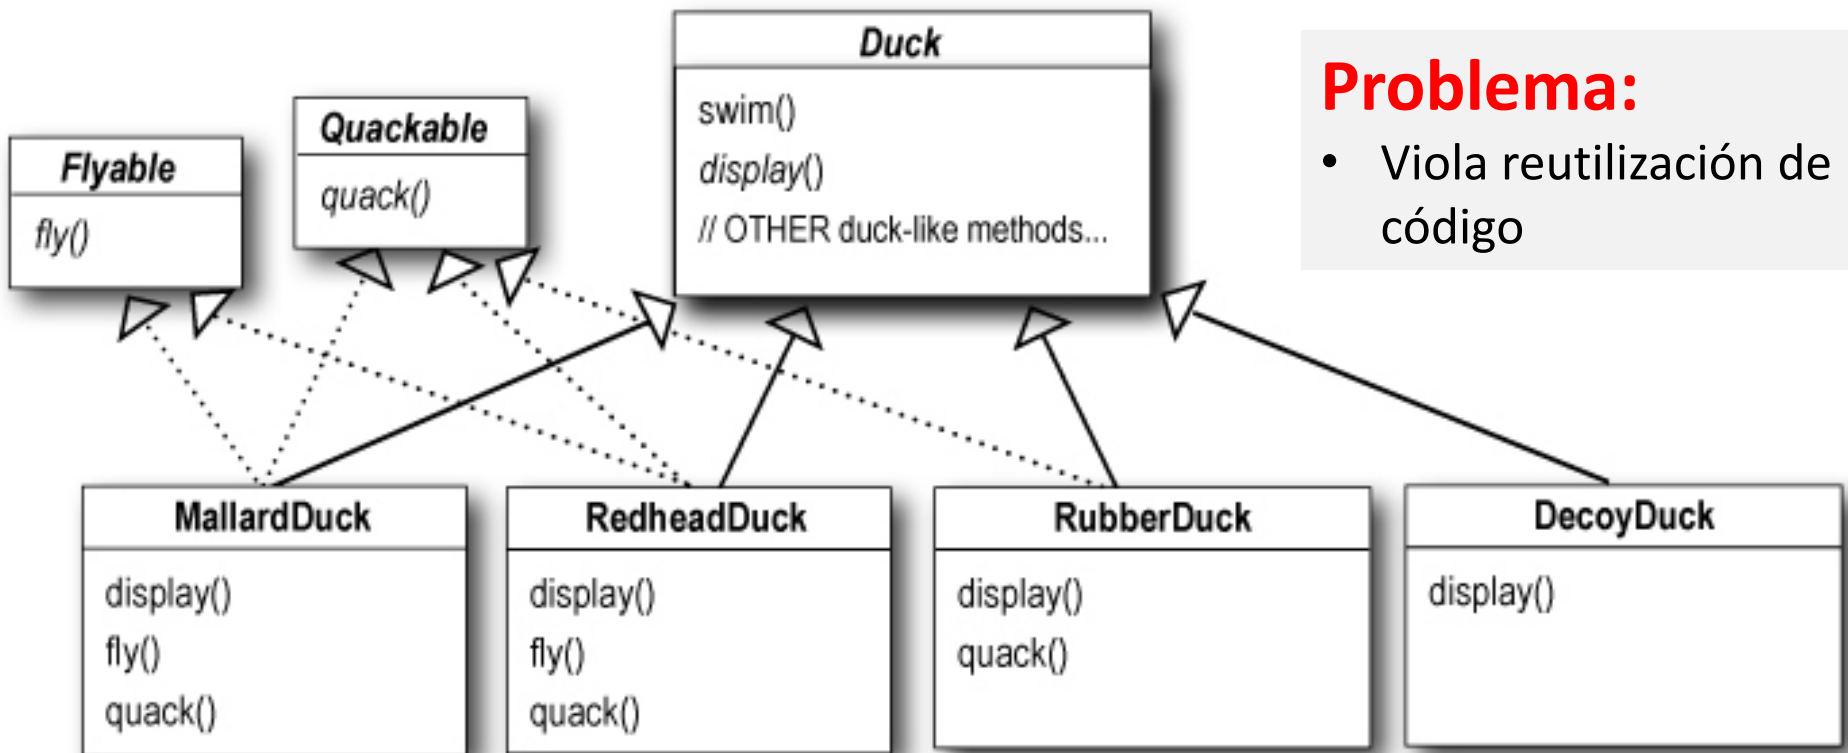 Duck
swim()
display()
// OTHER duck-like methods...
Problema:
• Viola reutilización de
código
Quackable
quack()
Flyable
fly()
MallardDuck
display()
fly()
quack()
RedheadDuck
display()
fly()
quack()
RubberDuck
display()
quack()
DecoyDuck
display()